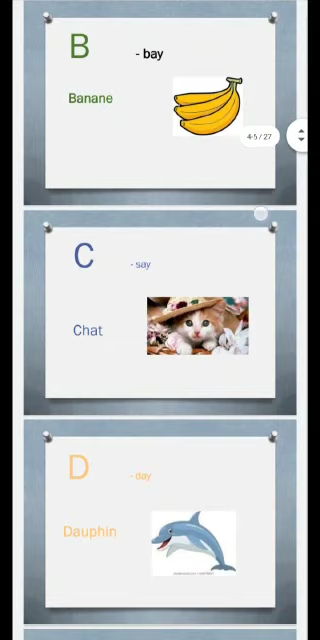 B - bay
Banane
4-5 / 27
C - say
Chat
D - day
Dauphin